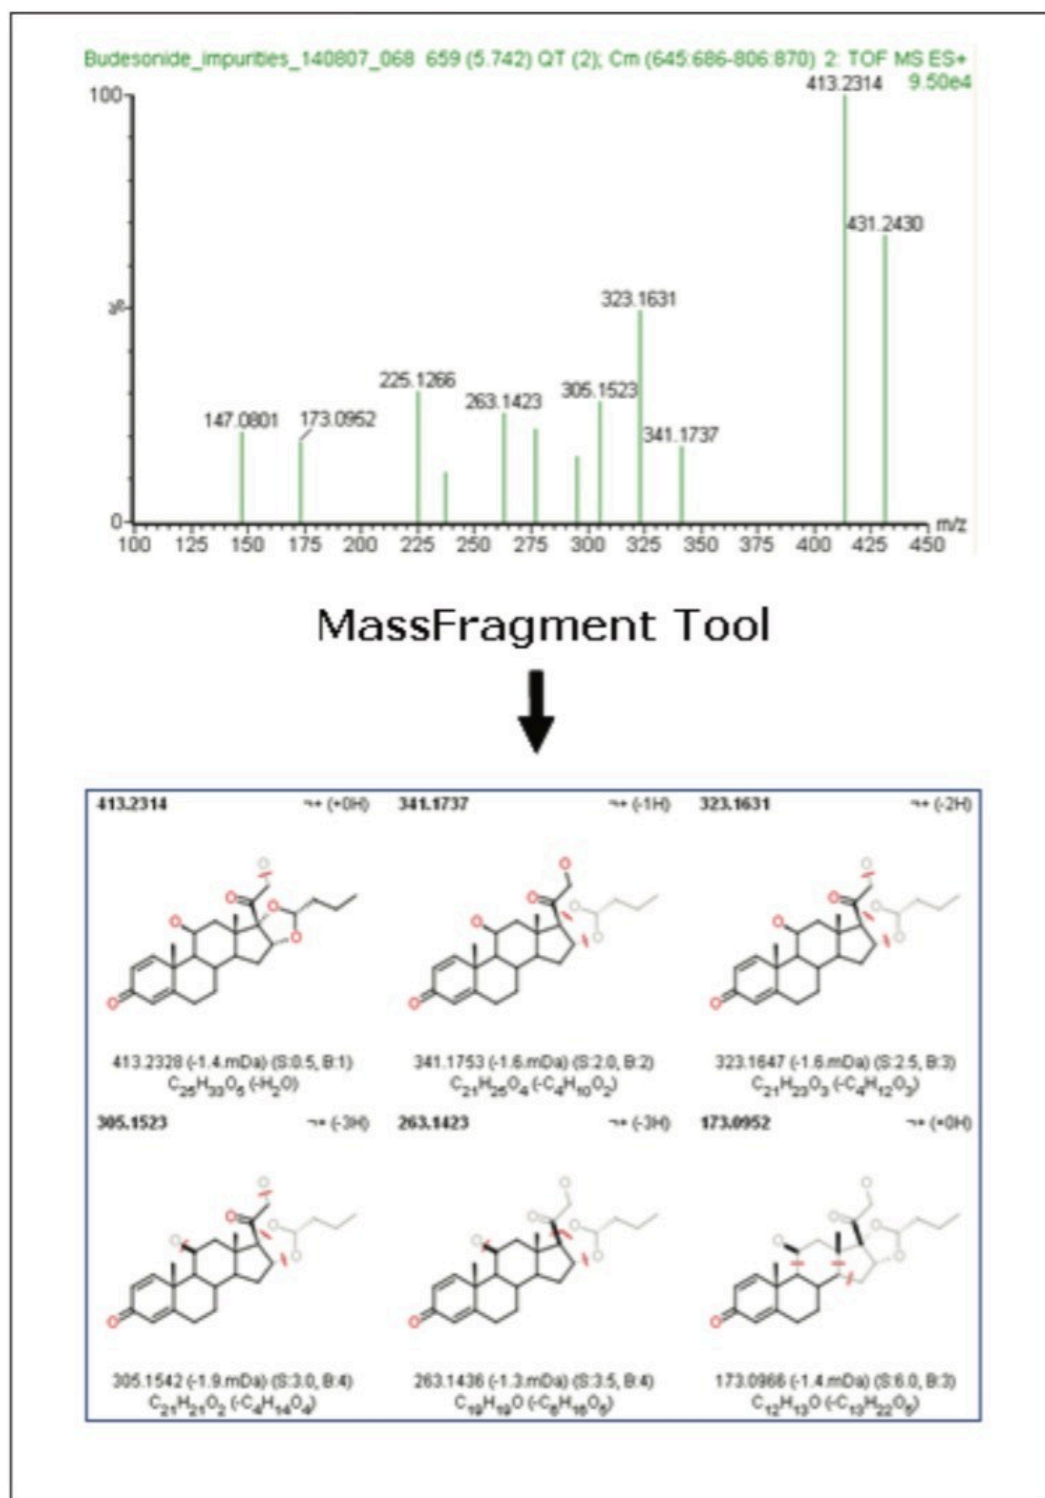 Budesonide_impurities_140807_068 659 (5.742) QT (2); Cm (645:686-806:870) 2: TOF MS ES+
9.50e4
413.2314
100
431.2430
323.1631
%
225.1266
263.1423
305.1523
147.0801
173.0952
341.1737
0
m/z
100 125 150 175 200 225 250 275 300 325 350 375 400 425 450
MassFragment Tool
413.2314 ¬+ (+0H) 341.1737 ¬+ (-1H) 323.1631 ¬+ (-2H)
O O O
O O O O O O O O O
O O O
O O O
413.2328 (-1.4 mDa) (S:0.5, B:1) 341.1753 (-1.6 mDa) (S:2.0, B:2) 323.1647 (-1.6 mDa) (S:2.5, B:3)
C₂₅H₃₃O₅ (-H₂O) C₂₁H₂₅O₄ (-C₄H₁₀O₂) C₂₁H₂₃O₃ (-C₄H₁₂O₃)
305.1523 ¬+ (-3H) 263.1423 ¬+ (-3H) 173.0952 ¬+ (+0H)
O O O
O O O O O O O O O
O O O
O O O
305.1542 (-1.9 mDa) (S:3.0, B:4) 263.1436 (-1.3 mDa) (S:3.5, B:4) 173.0966 (-1.4 mDa) (S:6.0, B:3)
C₂₁H₂₁O₂ (-C₄H₁₄O₄) C₁₉H₁₉O (-C₆H₁₆O₅) C₁₂H₁₃O (-C₁₃H₂₂O₅)